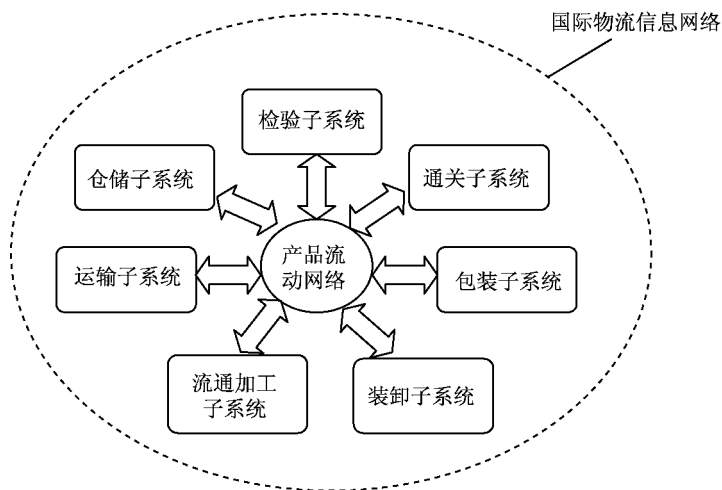 国际物流信息网络
检验子系统
仓储子系统
通关子系统
产品流
动网络
运输子系统
包装子系统
流通加工
子系统
装卸子系统